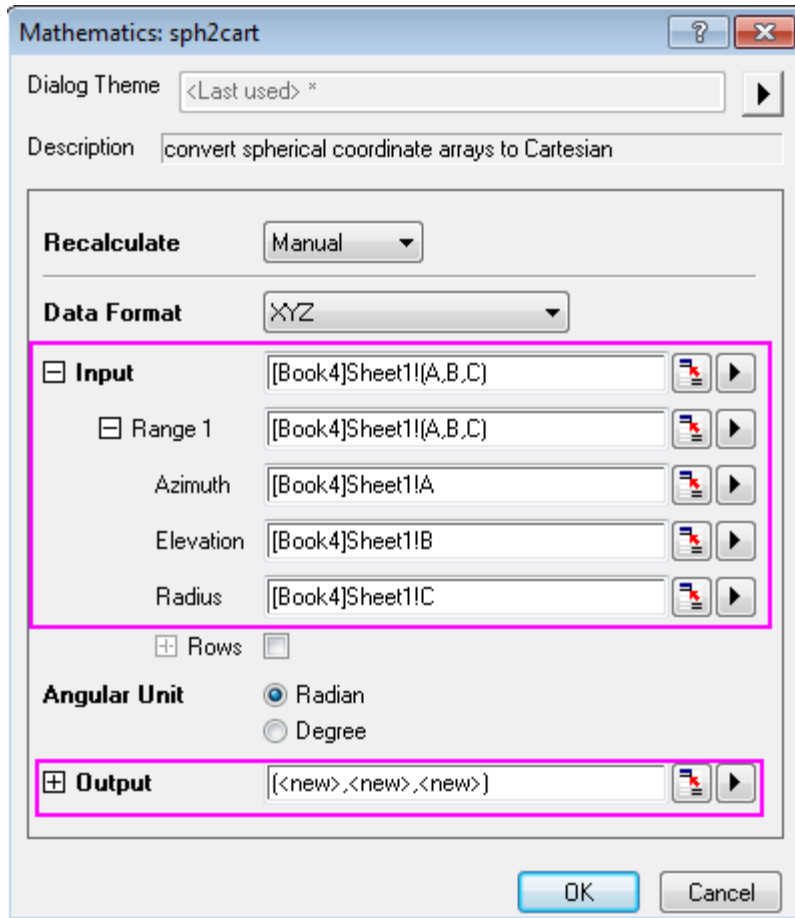 Mathematics: sph2cart
Dialog Theme <Last used> *
Description convert spherical coordinate arrays to Cartesian
Recalculate Manual
Data Format XYZ
Input [Book4]Sheet1!(A,B,C)
Range 1 [Book4]Sheet1!(A,B,C)
Azimuth [Book4]Sheet1!A
Elevation [Book4]Sheet1!B
Radius [Book4]Sheet1!C
Rows
Angular Unit Radian
Degree
Output (<new>,<new>,<new>)
OK Cancel